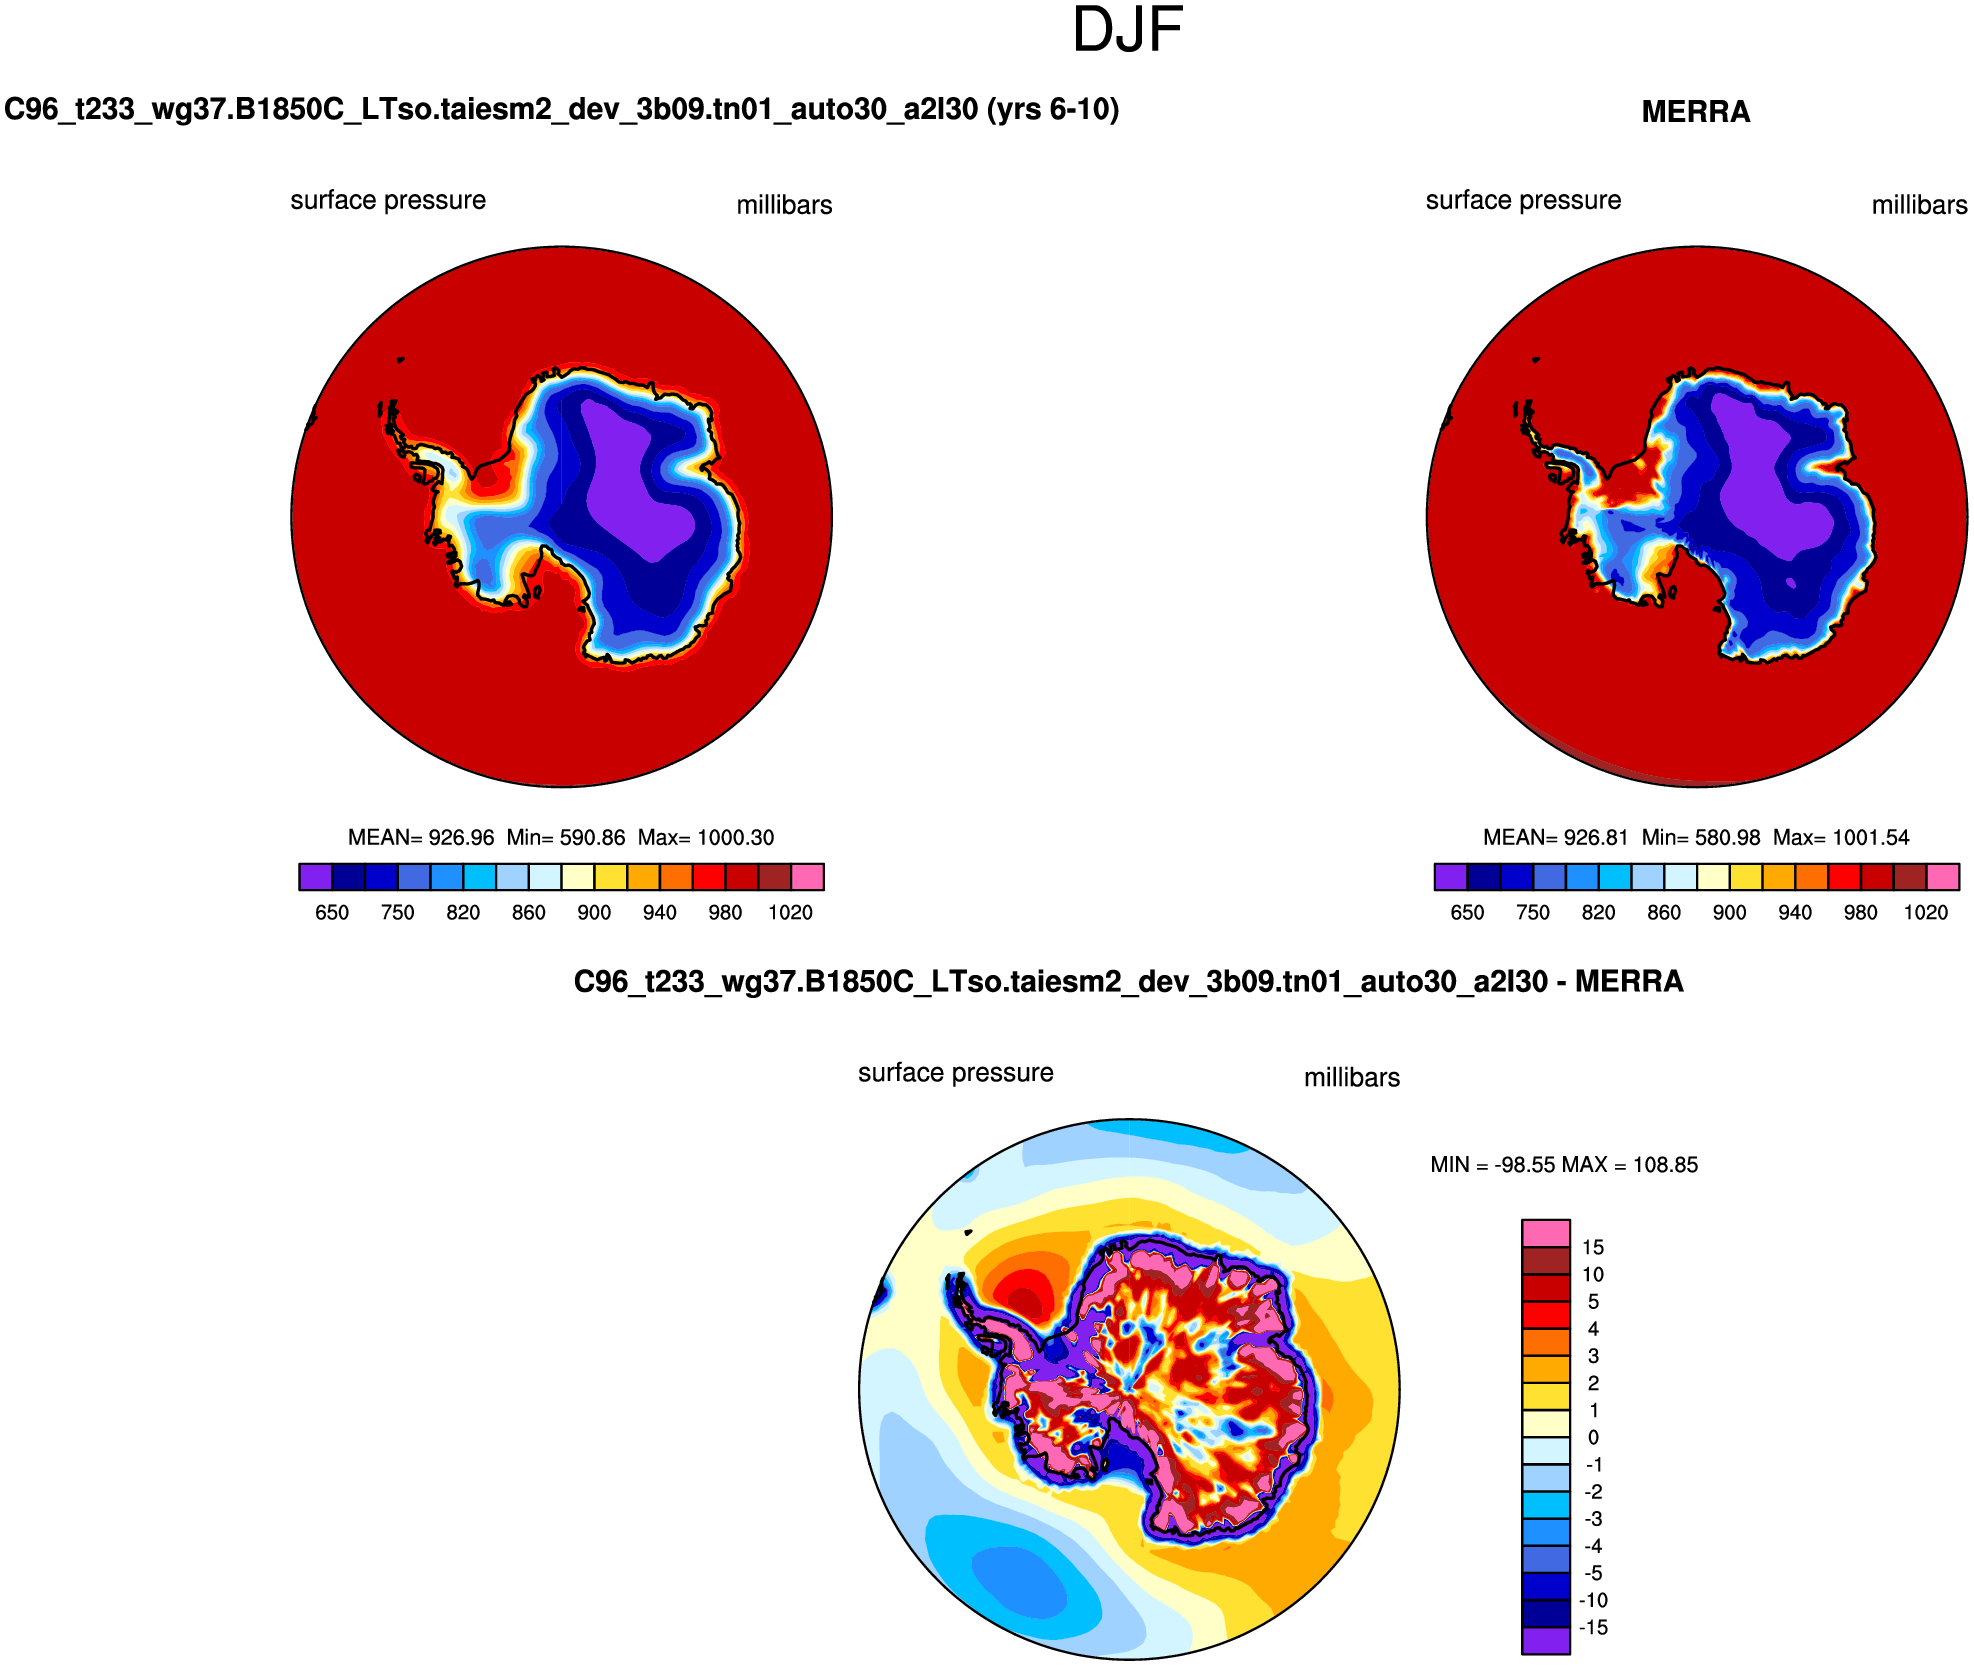 DJF
C96_t233_wg37.B1850C_LTso.taiesm2_dev_3b09.tn01_auto30_a2l30 (yrs 6-10)
MERRA
surface pressure millibars
surface pressure millibars
MEAN= 926.96 Min= 590.86 Max= 1000.30
MEAN= 926.81 Min= 580.98 Max= 1001.54
650 750 820 860 900 940 980 1020
650 750 820 860 900 940 980 1020
C96_t233_wg37.B1850C_LTso.taiesm2_dev_3b09.tn01_auto30_a2l30 - MERRA
surface pressure millibars
MIN = -98.55 MAX = 108.85
15
10
5
4
3
2
1
0
-1
-2
-3
-4
-5
-10
-15